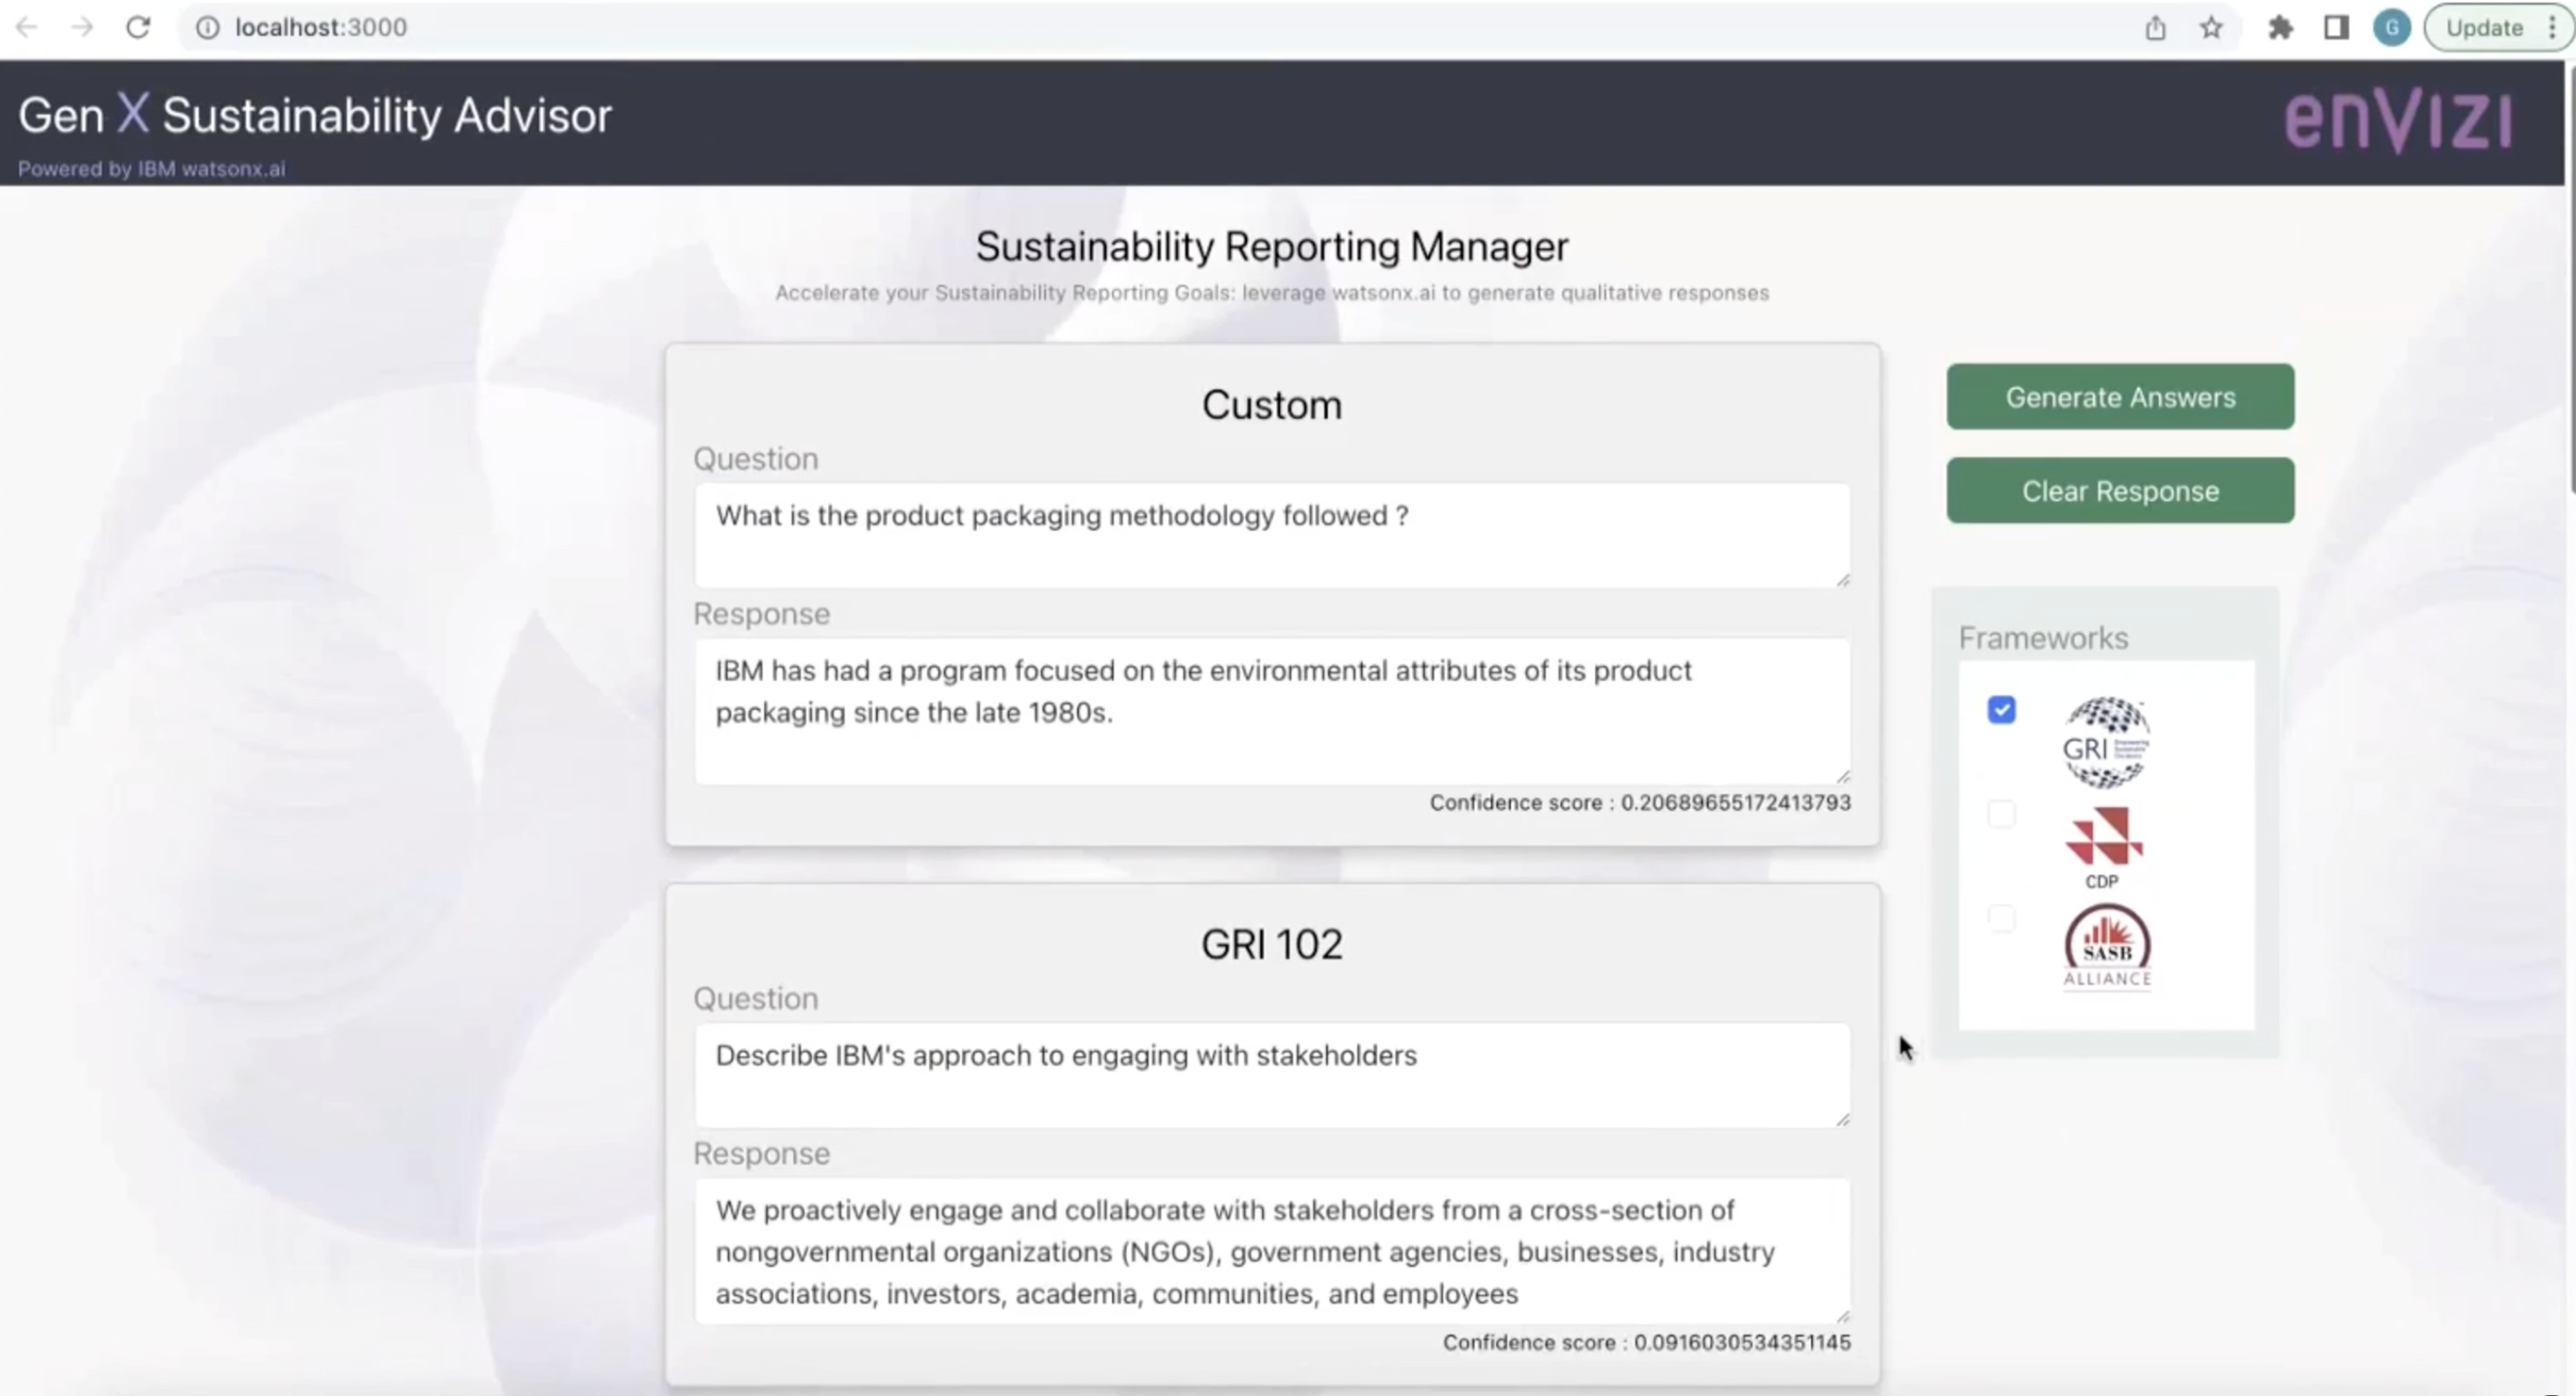 localhost:3000
G
Update
Gen X Sustainability Advisor
Powered by IBM watsonx.ai
enVIZI
Sustainability Reporting Manager
Accelerate your Sustainability Reporting Goals: leverage watsonx.ai to generate qualitative responses
Custom
Question
What is the product packaging methodology followed ?
Response
IBM has had a program focused on the environmental attributes of its product
packaging since the late 1980s.
Confidence score : 0.20689655172413793
GRI 102
Question
Describe IBM's approach to engaging with stakeholders
Response
We proactively engage and collaborate with stakeholders from a cross-section of
nongovernmental organizations (NGOs), government agencies, businesses, industry
associations, investors, academia, communities, and employees
Confidence score : 0.0916030534351145
Generate Answers
Clear Response
Frameworks
GRI
CDP
SASB
ALLIANCE